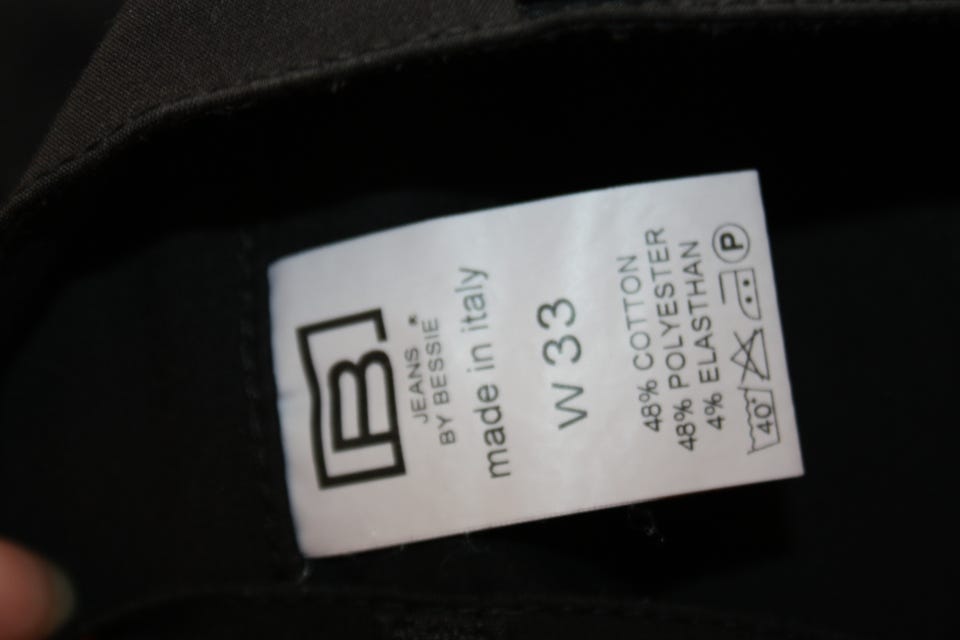 B
JEANS
BY BESSIE
made in italy
W 33
48% COTTON
48% POLYESTER
4% ELASTHAN
40° P